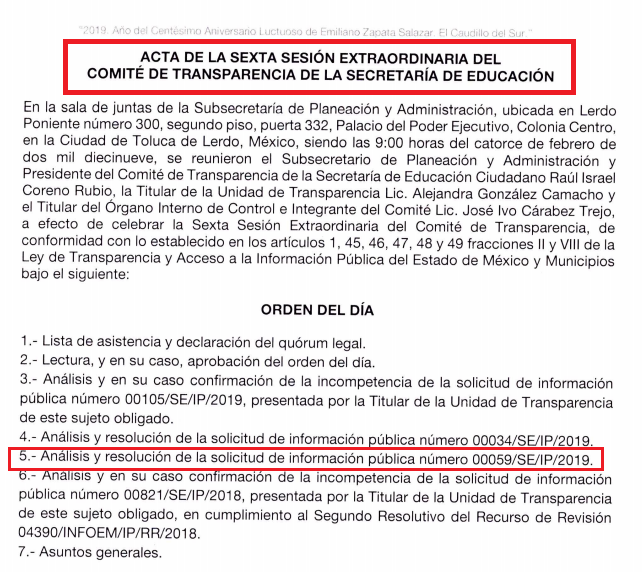 "2019. Año del Centésimo Aniversario Luctuoso de Emiliano Zapata Salazar. El Caudillo del Sur."
ACTA DE LA SEXTA SESIÓN EXTRAORDINARIA DEL
COMITÉ DE TRANSPARENCIA DE LA SECRETARÍA DE EDUCACIÓN
En la sala de juntas de la Subsecretaría de Planeación y Administración, ubicada en Lerdo
Poniente número 300, segundo piso, puerta 332, Palacio del Poder Ejecutivo, Colonia Centro,
en la Ciudad de Toluca de Lerdo, México, siendo las 9:00 horas del catorce de febrero de
dos mil diecinueve, se reunieron el Subsecretario de Planeación y Administración y
Presidente del Comité de Transparencia de la Secretaría de Educación Ciudadano Raúl Israel
Coreno Rubio, la Titular de la Unidad de Transparencia Lic. Alejandra González Camacho y
el Titular del Órgano Interno de Control e Integrante del Comité Lic. José Ivo Cárabez Trejo,
a efecto de celebrar la Sexta Sesión Extraordinaria del Comité de Transparencia, de
conformidad con lo establecido en los artículos 1, 45, 46, 47, 48 y 49 fracciones II y VIII de la
Ley de Transparencia y Acceso a la Información Pública del Estado de México y Municipios
bajo el siguiente:
ORDEN DEL DÍA
1.- Lista de asistencia y declaración del quórum legal.
2.- Lectura, y en su caso, aprobación del orden del día.
3.- Análisis y en su caso confirmación de la incompetencia de la solicitud de información
pública número 00105/SE/IP/2019, presentada por la Titular de la Unidad de Transparencia
de este sujeto obligado.
4.- Análisis y resolución de la solicitud de información pública número 00034/SE/IP/2019.
5.- Análisis y resolución de la solicitud de información pública número 00059/SE/IP/2019.
6.- Análisis y en su caso confirmación de la incompetencia de la solicitud de información
pública número 00821/SE/IP/2018, presentada por la Titular de la Unidad de Transparencia
de este sujeto obligado, en cumplimiento al Segundo Resolutivo del Recurso de Revisión
04390/INFOEM/IP/RR/2018.
7.- Asuntos generales.